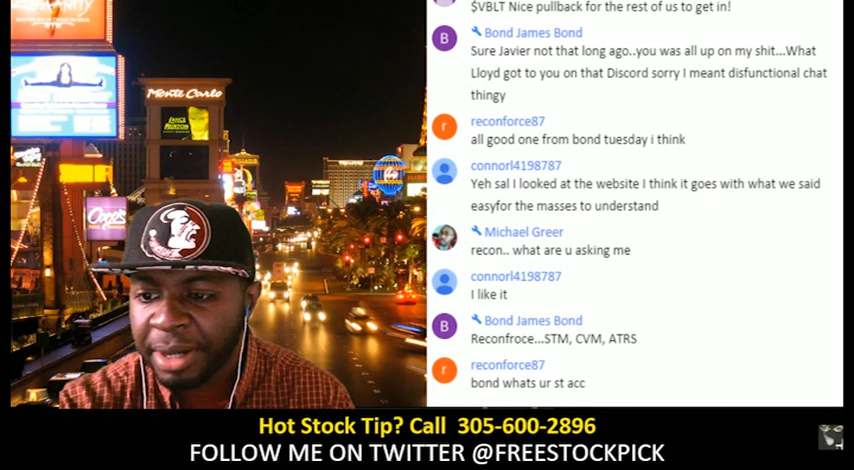 Monte Carlo
$VBLT Nice pullback for the rest of us to get in!
B
Bond James Bond
Sure Javier not that long ago..you was all up on my shit...What
Lloyd got to you on that Discord sorry I meant disfunctional chat
thingy
r
reconforce87
all good one from bond tuesday i think
connorl4198787
Yeh sal I looked at the website I think it goes with what we said
easyfor the masses to understand
Michael Greer
recon.. what are u asking me
connorl4198787
I like it
B
Bond James Bond
Reconfroce...STM, CVM, ATRS
r
reconforce87
bond whats ur st acc
Hot Stock Tip? Call 305-600-2896
FOLLOW ME ON TWITTER @FREESTOCKPICK